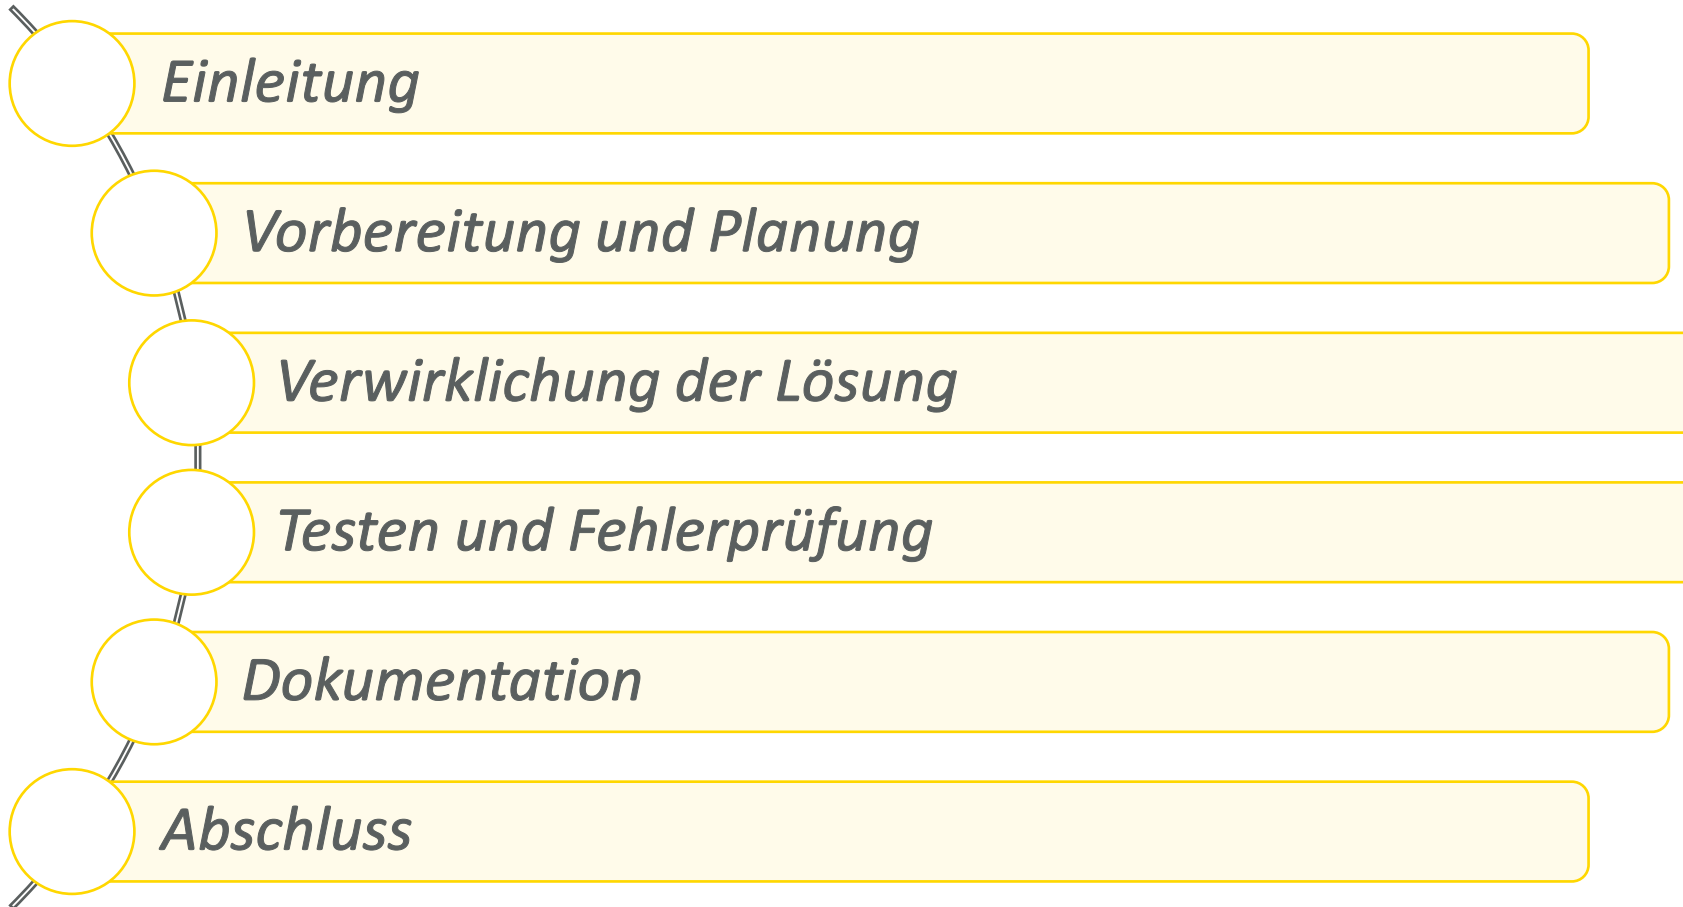 Einleitung
Vorbereitung und Planung
Verwirklichung der Lösung
Testen und Fehlerprüfung
Dokumentation
Abschluss